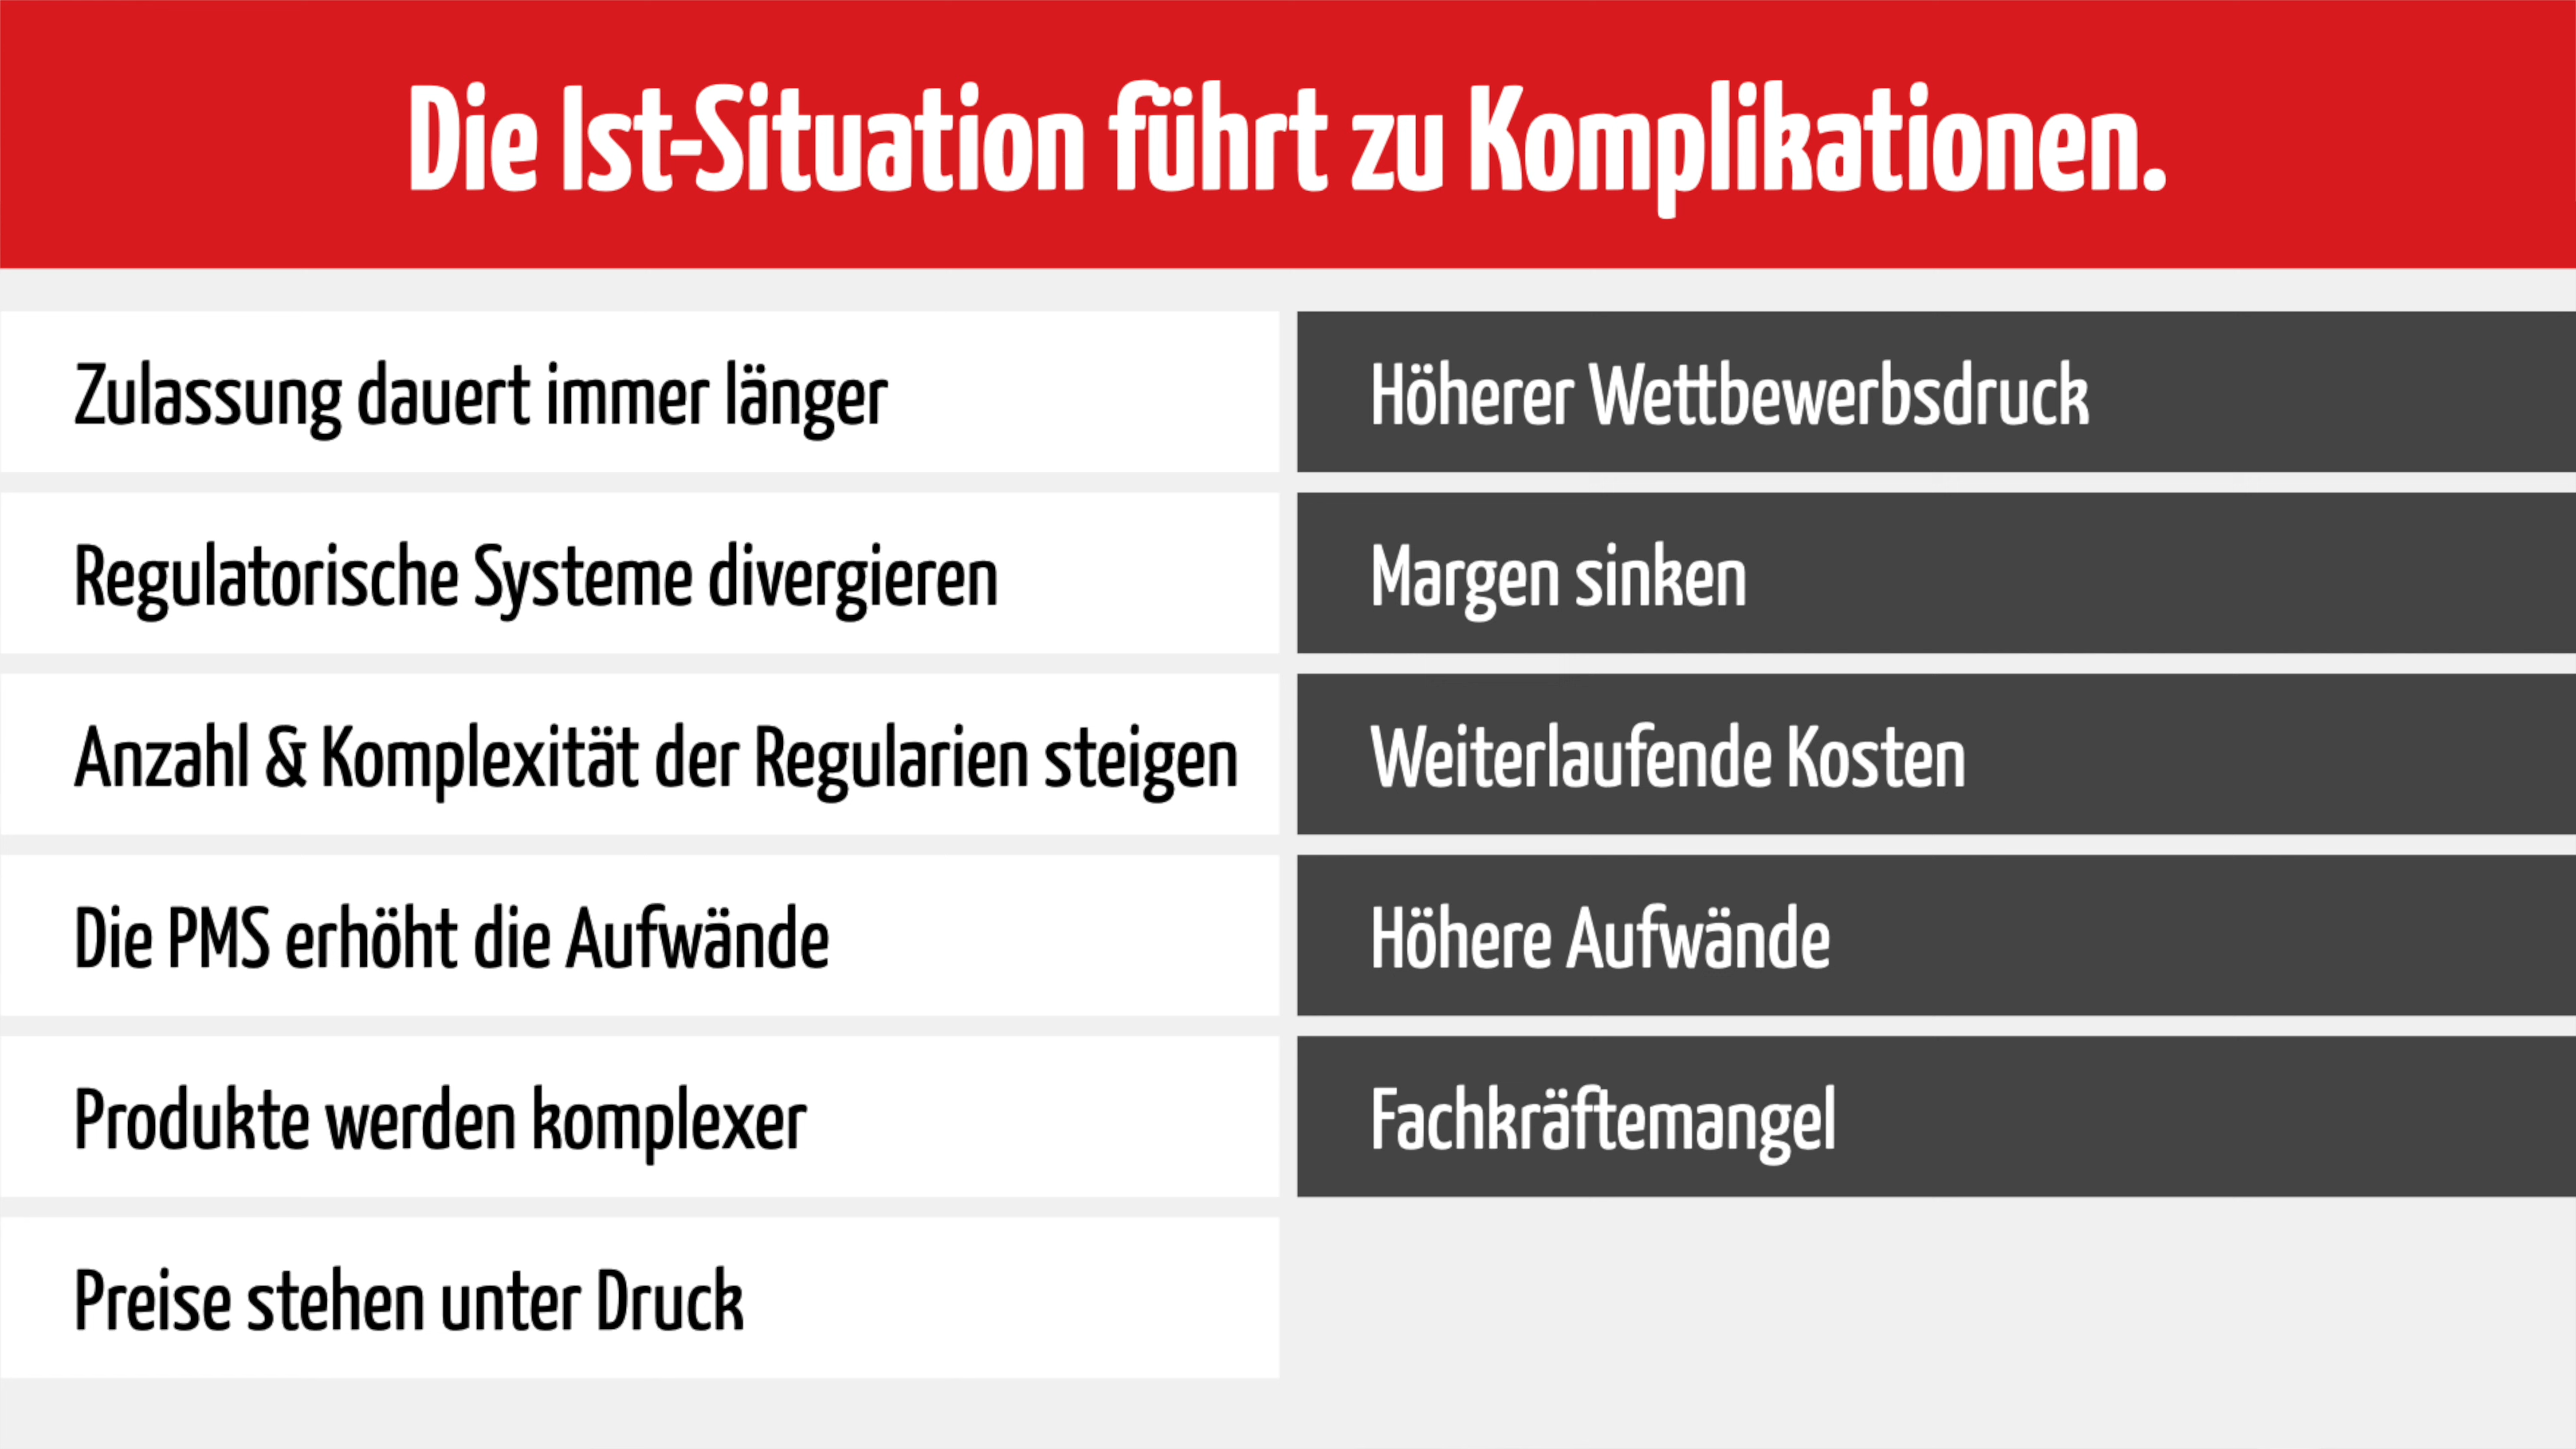 Die Ist-Situation führt zu Komplikationen.
Zulassung dauert immer länger
Regulatorische Systeme divergieren
Anzahl & Komplexität der Regularien steigen
Die PMS erhöht die Aufwände
Produkte werden komplexer
Preise stehen unter Druck
Höherer Wettbewerbsdruck
Margen sinken
Weiterlaufende Kosten
Höhere Aufwände
Fachkräftemangel